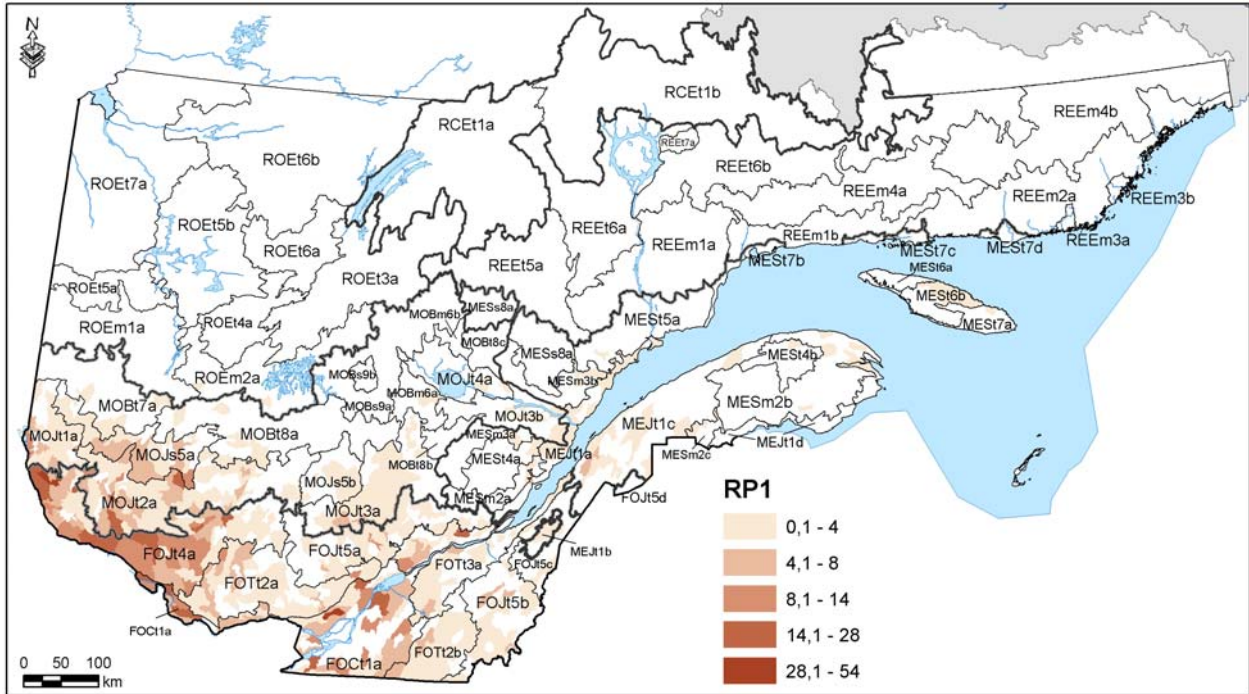 N
RCEt1b
RCEt1a
REEm4b
REEt7a
ROEt6b
REEt6b
ROEt7a
REEm4a
REEm2a
REEm3b
ROEt5b
REEt6a
REEm1a
REEm1b
REEm3a
ROEt6a
MESt7b
MESt7c
MESt7d
REEt5a
MESt6a
ROEt3a
ROEt5a
MESt6b
MESt7a
ROEt4a
MOBm6b
MESs8a
MESt5a
ROEm1a
MOBt8c
MESs8a
MESt4b
ROEm2a
MOBs9b
MOJt4a
MESm3b
MOBm6a
MESm2b
MOBt7a
MOBs9a
MOJt3b
MEJt1c
MOJt1a
MOBt8a
MESm3a
MEJt1a
MEJt1d
MESm2c
MOJs5a
MOBt8b
MESt4a
MOJs5b
FOJt5d
MOJt2a
MESm2a
MOJt3a
MEJt1b
FOJt4a
FOJt5a
FOTt3a
FOJt5c
FOTt2a
FOJt5b
FOCt1a
FOTt2b
FOCt1a
RP1
0,1 - 4
4,1 - 8
8,1 - 14
14,1 - 28
28,1 - 54
0 50 100
km